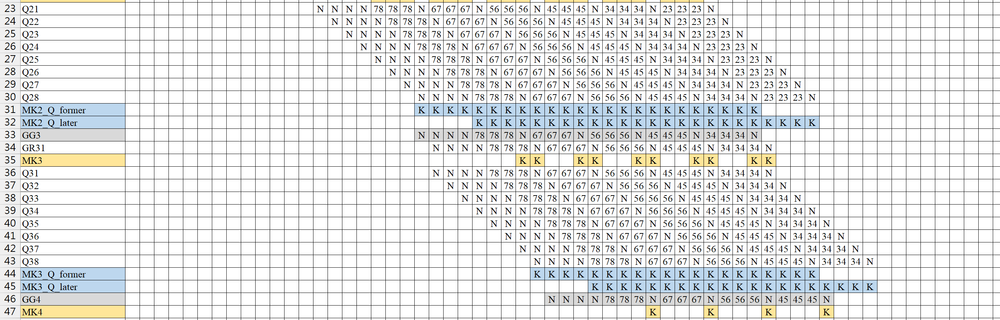 23 Q21 N N N N 78 78 78 N 67 67 67 N 56 56 56 N 45 45 45 N 34 34 34 N 23 23 23 N
24 Q22 N N N N 78 78 78 N 67 67 67 N 56 56 56 N 45 45 45 N 34 34 34 N 23 23 23 N
25 Q23 N N N N 78 78 78 N 67 67 67 N 56 56 56 N 45 45 45 N 34 34 34 N 23 23 23 N
26 Q24 N N N N 78 78 78 N 67 67 67 N 56 56 56 N 45 45 45 N 34 34 34 N 23 23 23 N
27 Q25 N N N N 78 78 78 N 67 67 67 N 56 56 56 N 45 45 45 N 34 34 34 N 23 23 23 N
28 Q26 N N N N 78 78 78 N 67 67 67 N 56 56 56 N 45 45 45 N 34 34 34 N 23 23 23 N
29 Q27 N N N N 78 78 78 N 67 67 67 N 56 56 56 N 45 45 45 N 34 34 34 N 23 23 23 N
30 Q28 N N N N 78 78 78 N 67 67 67 N 56 56 56 N 45 45 45 N 34 34 34 N 23 23 23 N
31 MK2_Q_former K K K K K K K K K K K K K K K K K K K K K K K K
32 MK2_Q_later K K K K K K K K K K K K K K K K K K K K K K K K
33 GG3 N N N N 78 78 78 N 67 67 67 N 56 56 56 N 45 45 45 N 34 34 34 N
34 GR31 N N N N 78 78 78 N 67 67 67 N 56 56 56 N 45 45 45 N 34 34 34 N
35 MK3 K K K K K K K K K K
36 Q31 N N N N 78 78 78 N 67 67 67 N 56 56 56 N 45 45 45 N 34 34 34 N
37 Q32 N N N N 78 78 78 N 67 67 67 N 56 56 56 N 45 45 45 N 34 34 34 N
38 Q33 N N N N 78 78 78 N 67 67 67 N 56 56 56 N 45 45 45 N 34 34 34 N
39 Q34 N N N N 78 78 78 N 67 67 67 N 56 56 56 N 45 45 45 N 34 34 34 N
40 Q35 N N N N 78 78 78 N 67 67 67 N 56 56 56 N 45 45 45 N 34 34 34 N
41 Q36 N N N N 78 78 78 N 67 67 67 N 56 56 56 N 45 45 45 N 34 34 34 N
42 Q37 N N N N 78 78 78 N 67 67 67 N 56 56 56 N 45 45 45 N 34 34 34 N
43 Q38 N N N N 78 78 78 N 67 67 67 N 56 56 56 N 45 45 45 N 34 34 34 N
44 MK3_Q_former K K K K K K K K K K K K K K K K K K K K
45 MK3_Q_later K K K K K K K K K K K K K K K K K K K K
46 GG4 N N N N 78 78 78 N 67 67 67 N 56 56 56 N 45 45 45 N
47 MK4 K K K K